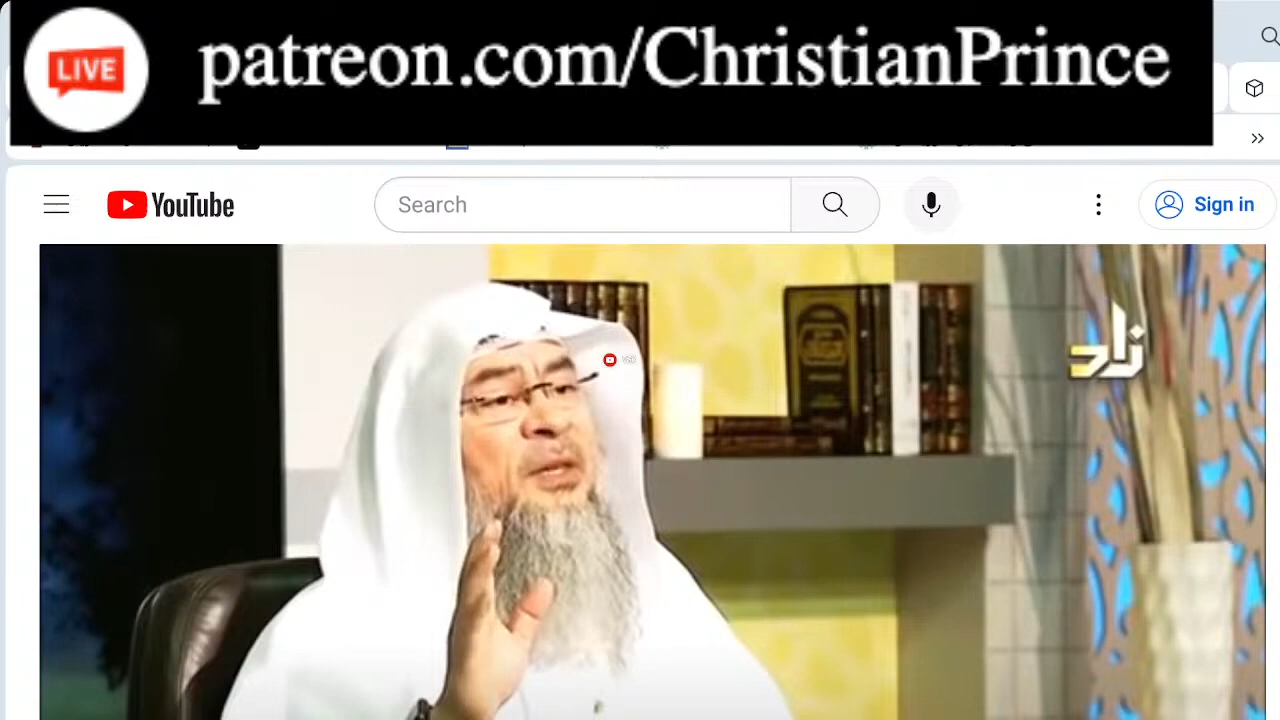 LIVE
patreon.com/ChristianPrince
YouTube
Search
Sign in
زاد